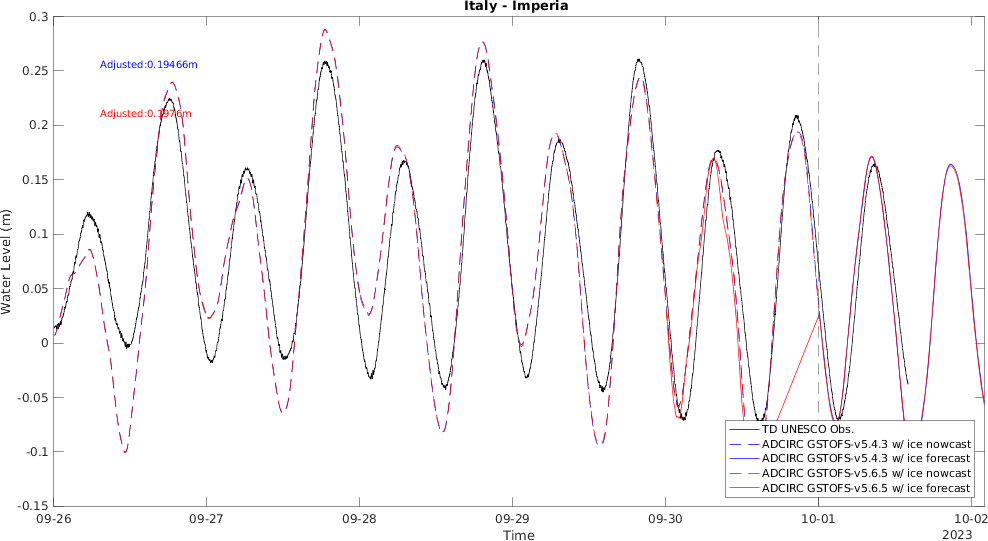 Italy - Imperia
0.3
0.25
0.2
0.15
0.1
0.05
0
-0.05
-0.1
-0.15
Water Level (m)
Adjusted:0.19466m
Adjusted:0.1976m
TD UNESCO Obs.
ADCIRC GSTOFS-v5.4.3 w/ ice nowcast
ADCIRC GSTOFS-v5.4.3 w/ ice forecast
ADCIRC GSTOFS-v5.6.5 w/ ice nowcast
ADCIRC GSTOFS-v5.6.5 w/ ice forecast
09-26 09-27 09-28 09-29 09-30 10-01 10-02
Time
2023